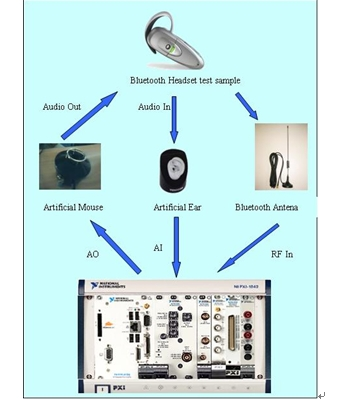 Bluetooth Headset test sample
Audio Out
Audio In
Artificial Mouse
Artificial Ear
Bluetooth Antena
AO
AI
RF In
NATIONAL INSTRUMENTS
NI PXI-1042
PXI
PXI